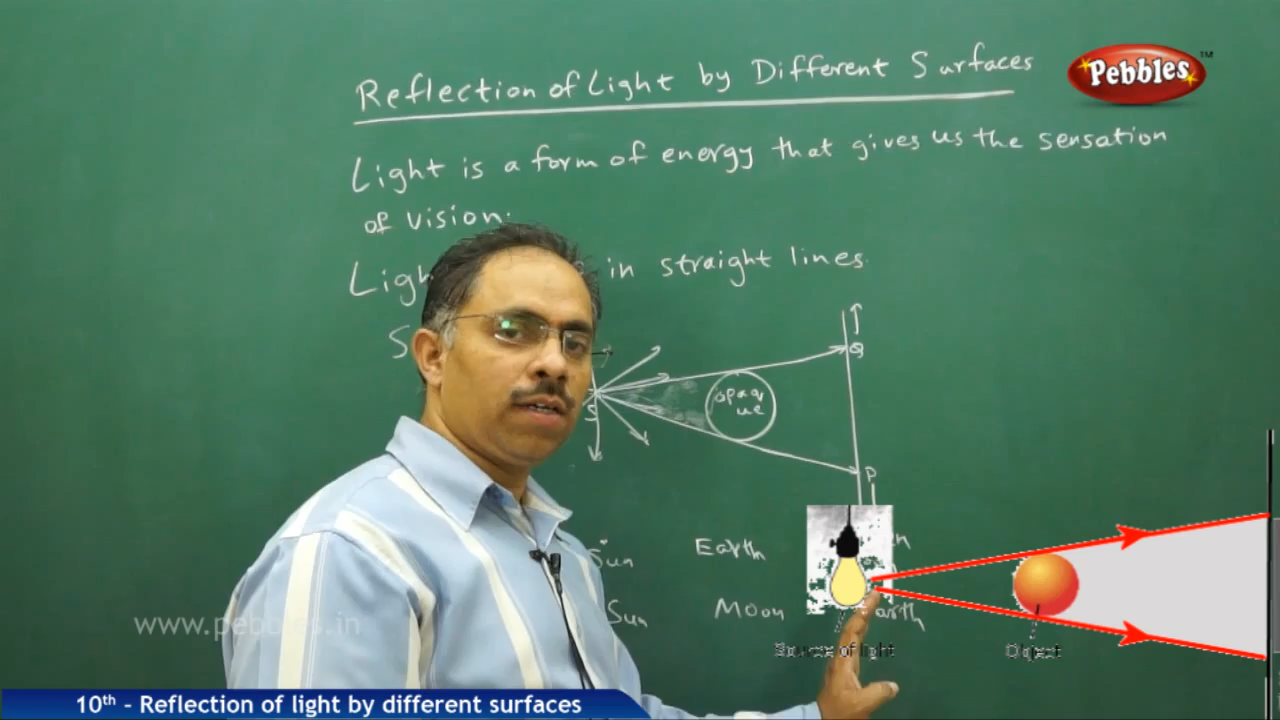 Reflection of Light by Different Surfaces
Pebbles™
Light is a form of energy that gives us the sensation
of vision.
in straight lines
S
Q
opaq
ue
P
Sun Earth
Sun Moon
Source of light
Object
www.pebbles.in
10th - Reflection of light by different surfaces